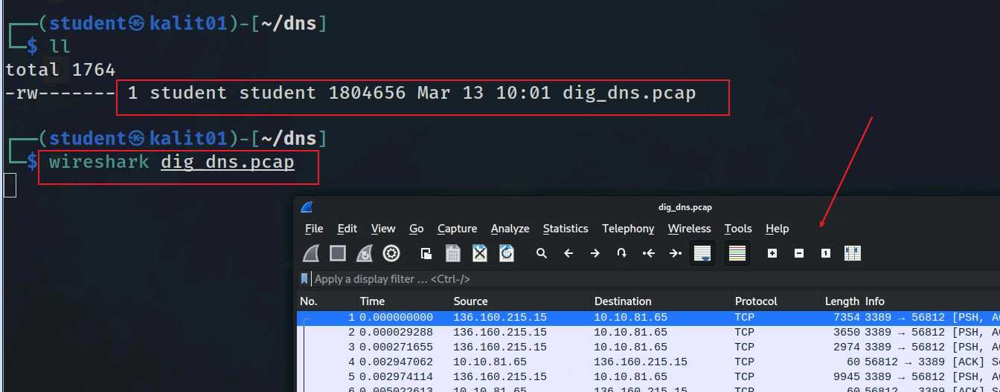 (student㉿kalit01)-[~/dns]
$ ll
total 1764
-rw------- 1 student student 1804656 Mar 13 10:01 dig_dns.pcap
(student㉿kalit01)-[~/dns]
$ wireshark dig_dns.pcap
dig_dns.pcap
File Edit View Go Capture Analyze Statistics Telephony Wireless Tools Help
Apply a display filter … <Ctrl-/>
No. Time Source Destination Protocol Length Info
1 0.000000000 136.160.215.15 10.10.81.65 TCP 7354 3389 → 56812 [PSH, AC
2 0.000029288 136.160.215.15 10.10.81.65 TCP 3650 3389 → 56812 [PSH, AC
3 0.000271655 136.160.215.15 10.10.81.65 TCP 2974 3389 → 56812 [PSH, AC
4 0.002947062 10.10.81.65 136.160.215.15 TCP 60 56812 → 3389 [ACK] Se
5 0.002974114 136.160.215.15 10.10.81.65 TCP 9945 3389 → 56812 [PSH, AC
6 0.005022613 10.10.81.65 136.160.215.15 TCP 60 56812 → 3389 [ACK] Se